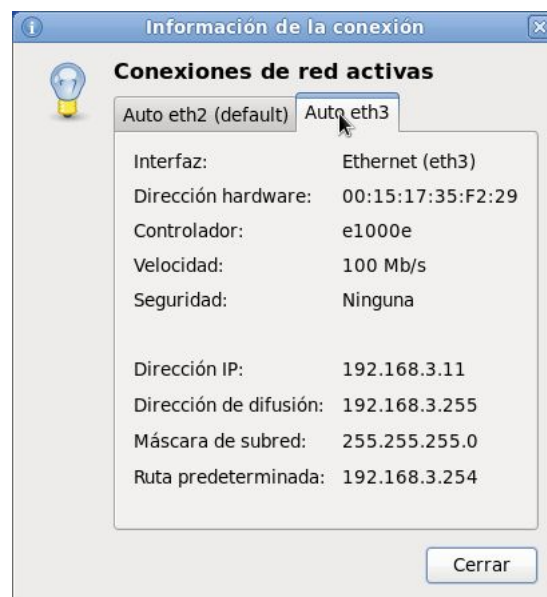 Información de la conexión
Conexiones de red activas
Auto eth2 (default) Auto eth3
Interfaz: Ethernet (eth3)
Dirección hardware: 00:15:17:35:F2:29
Controlador: e1000e
Velocidad: 100 Mb/s
Seguridad: Ninguna
Dirección IP: 192.168.3.11
Dirección de difusión: 192.168.3.255
Máscara de subred: 255.255.255.0
Ruta predeterminada: 192.168.3.254
Cerrar